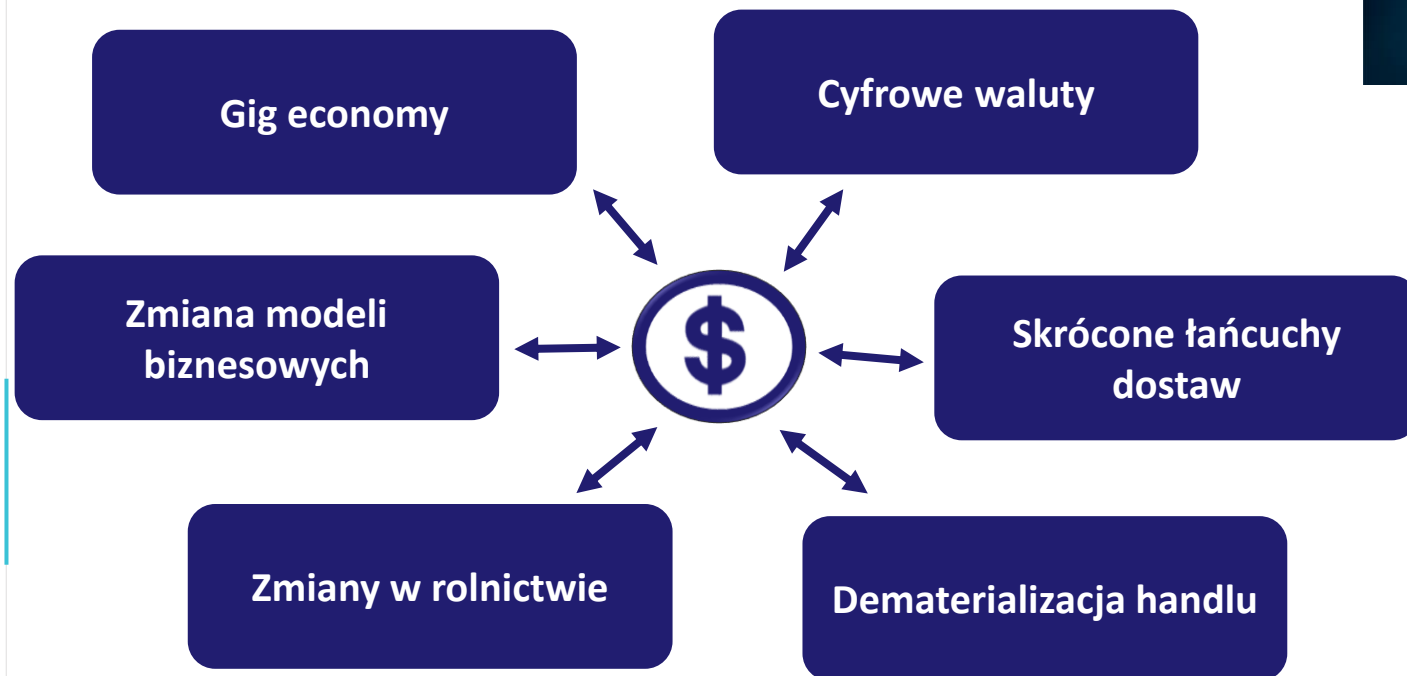 Gig economy
Cyfrowe waluty
Zmiana modeli
biznesowych
$
Skrócone łańcuchy
dostaw
Zmiany w rolnictwie
Dematerializacja handlu